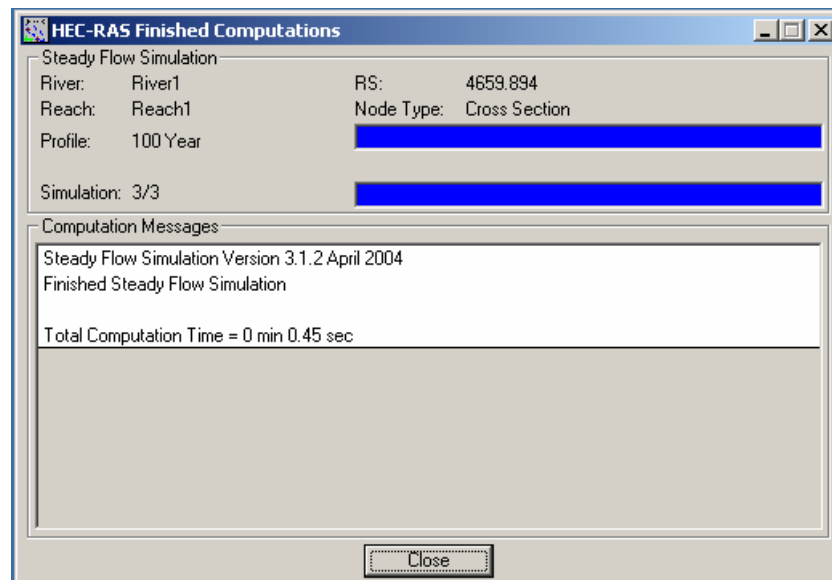 HEC-RAS Finished Computations
Steady Flow Simulation
River: River1 RS: 4659.894
Reach: Reach1 Node Type: Cross Section
Profile: 100 Year
Simulation: 3/3
Computation Messages
Steady Flow Simulation Version 3.1.2 April 2004
Finished Steady Flow Simulation
Total Computation Time = 0 min 0.45 sec
Close